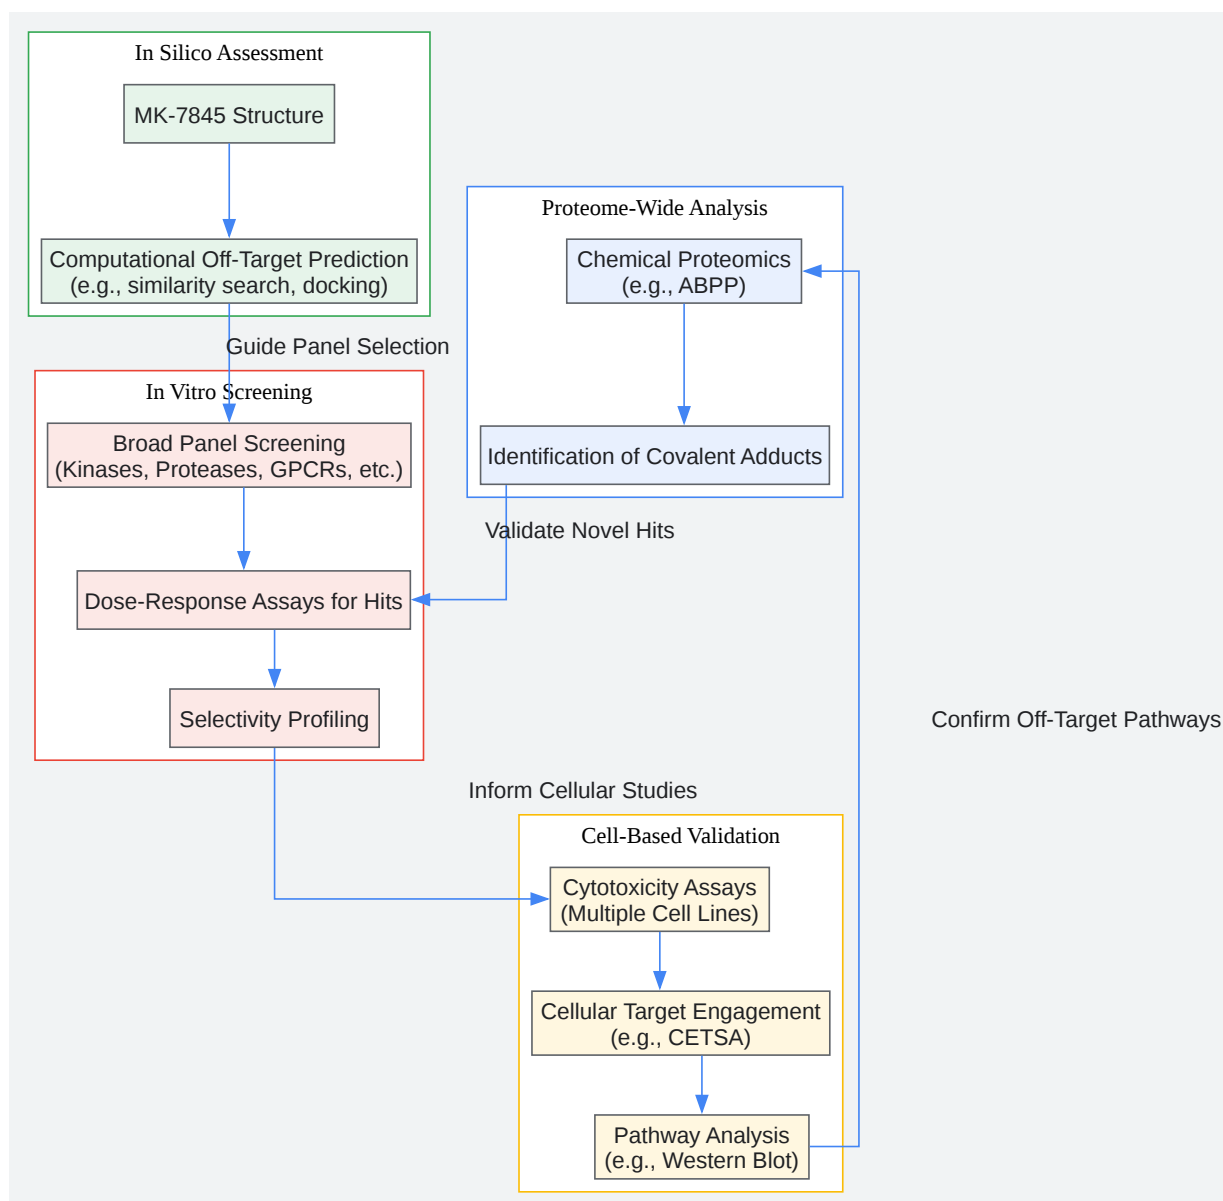 In Silico Assessment
MK-7845 Structure
Computational Off-Target Prediction
(e.g., similarity search, docking)
Guide Panel Selection
In Vitro Screening
Broad Panel Screening
(Kinases, Proteases, GPCRs, etc.)
Dose-Response Assays for Hits
Selectivity Profiling
Proteome-Wide Analysis
Chemical Proteomics
(e.g., ABPP)
Identification of Covalent Adducts
Validate Novel Hits
Inform Cellular Studies
Cell-Based Validation
Cytotoxicity Assays
(Multiple Cell Lines)
Cellular Target Engagement
(e.g., CETSA)
Pathway Analysis
(e.g., Western Blot)
Confirm Off-Target Pathways